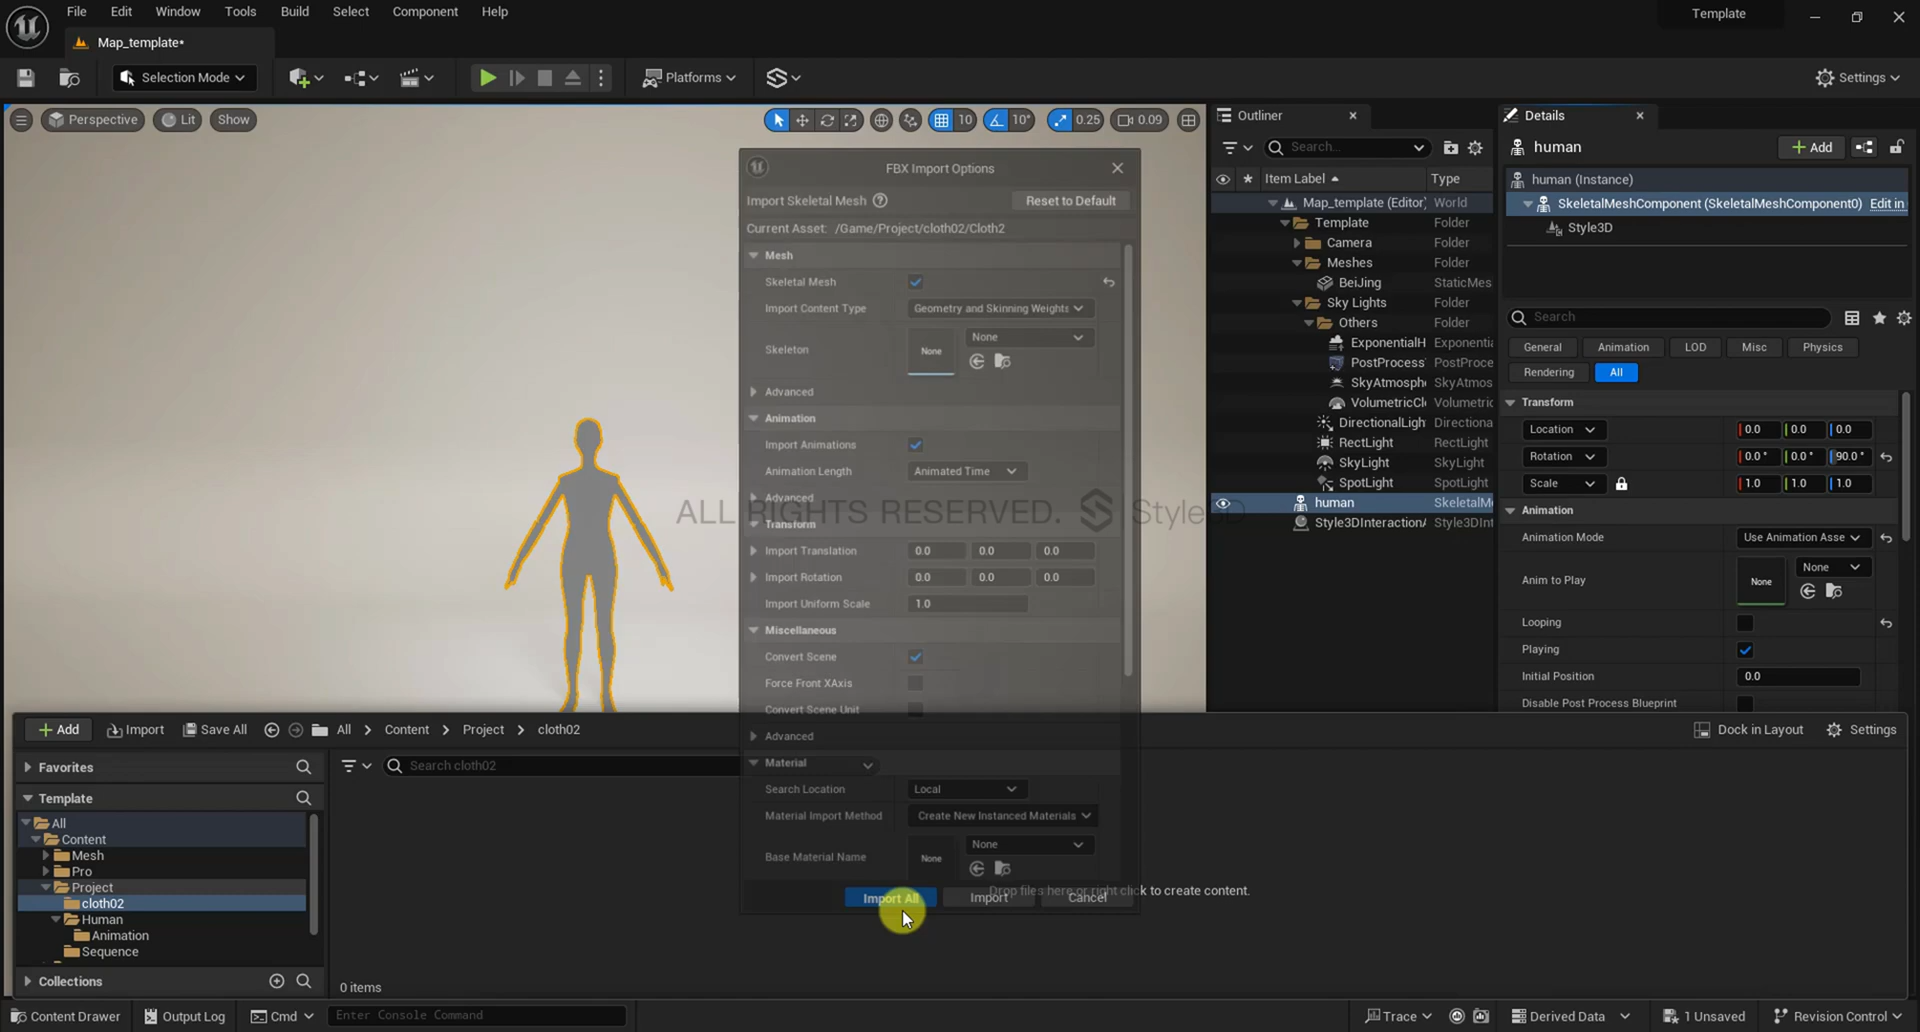 File Edit Window Tools Build Select Component Help
Template
Map_template*
Selection Mode
Platforms
Settings
Perspective Lit Show
10 10° 0.25 0.09
FBX Import Options
Import Skeletal Mesh
Reset to Default
Current Asset: /Game/Project/cloth02/Cloth2
Mesh
Skeletal Mesh
Import Content Type Geometry and Skinning Weights
Skeleton None None
Advanced
Animation
Import Animations
Animation Length Animated Time
Advanced
Transform
Import Translation 0.0 0.0 0.0
Import Rotation 0.0 0.0 0.0
Import Uniform Scale 1.0
Miscellaneous
Convert Scene
Force Front XAxis
Convert Scene Unit
Advanced
Material
Search Location Local
Material Import Method Create New Instanced Materials
Base Material Name None None
Import All Import Cancel
ALL RIGHTS RESERVED. Style3D
Outliner
Search...
Item Label Type
Map_template (Editor) World
Template Folder
Camera Folder
Meshes Folder
BeiJing StaticMes
Sky Lights Folder
Others Folder
ExponentialH Exponentia
PostProcess PostProce
SkyAtmosphe SkyAtmos
VolumetricClo Volumetric
DirectionalLigh Directiona
RectLight RectLight
SkyLight SkyLight
SpotLight SpotLight
human SkeletalMe
Style3DInteractionA Style3DInt
Details
human
Add
human (Instance)
SkeletalMeshComponent (SkeletalMeshComponent0) Edit in
Style3D
Search
General Animation LOD Misc Physics
Rendering All
Transform
Location 0.0 0.0 0.0
Rotation 0.0 ° 0.0 ° 90.0 °
Scale 1.0 1.0 1.0
Animation
Animation Mode Use Animation Asse
Anim to Play None None
Looping
Playing
Initial Position 0.0
Disable Post Process Blueprint
Add Import Save All All Content Project cloth02
Dock in Layout Settings
Favorites
Search cloth02
Template
All
Content
Mesh
Pro
Project
cloth02
Human
Animation
Sequence
Collections
Drop files here or right click to create content.
0 items
Content Drawer Output Log Cmd Enter Console Command
Trace Derived Data 1 Unsaved Revision Control